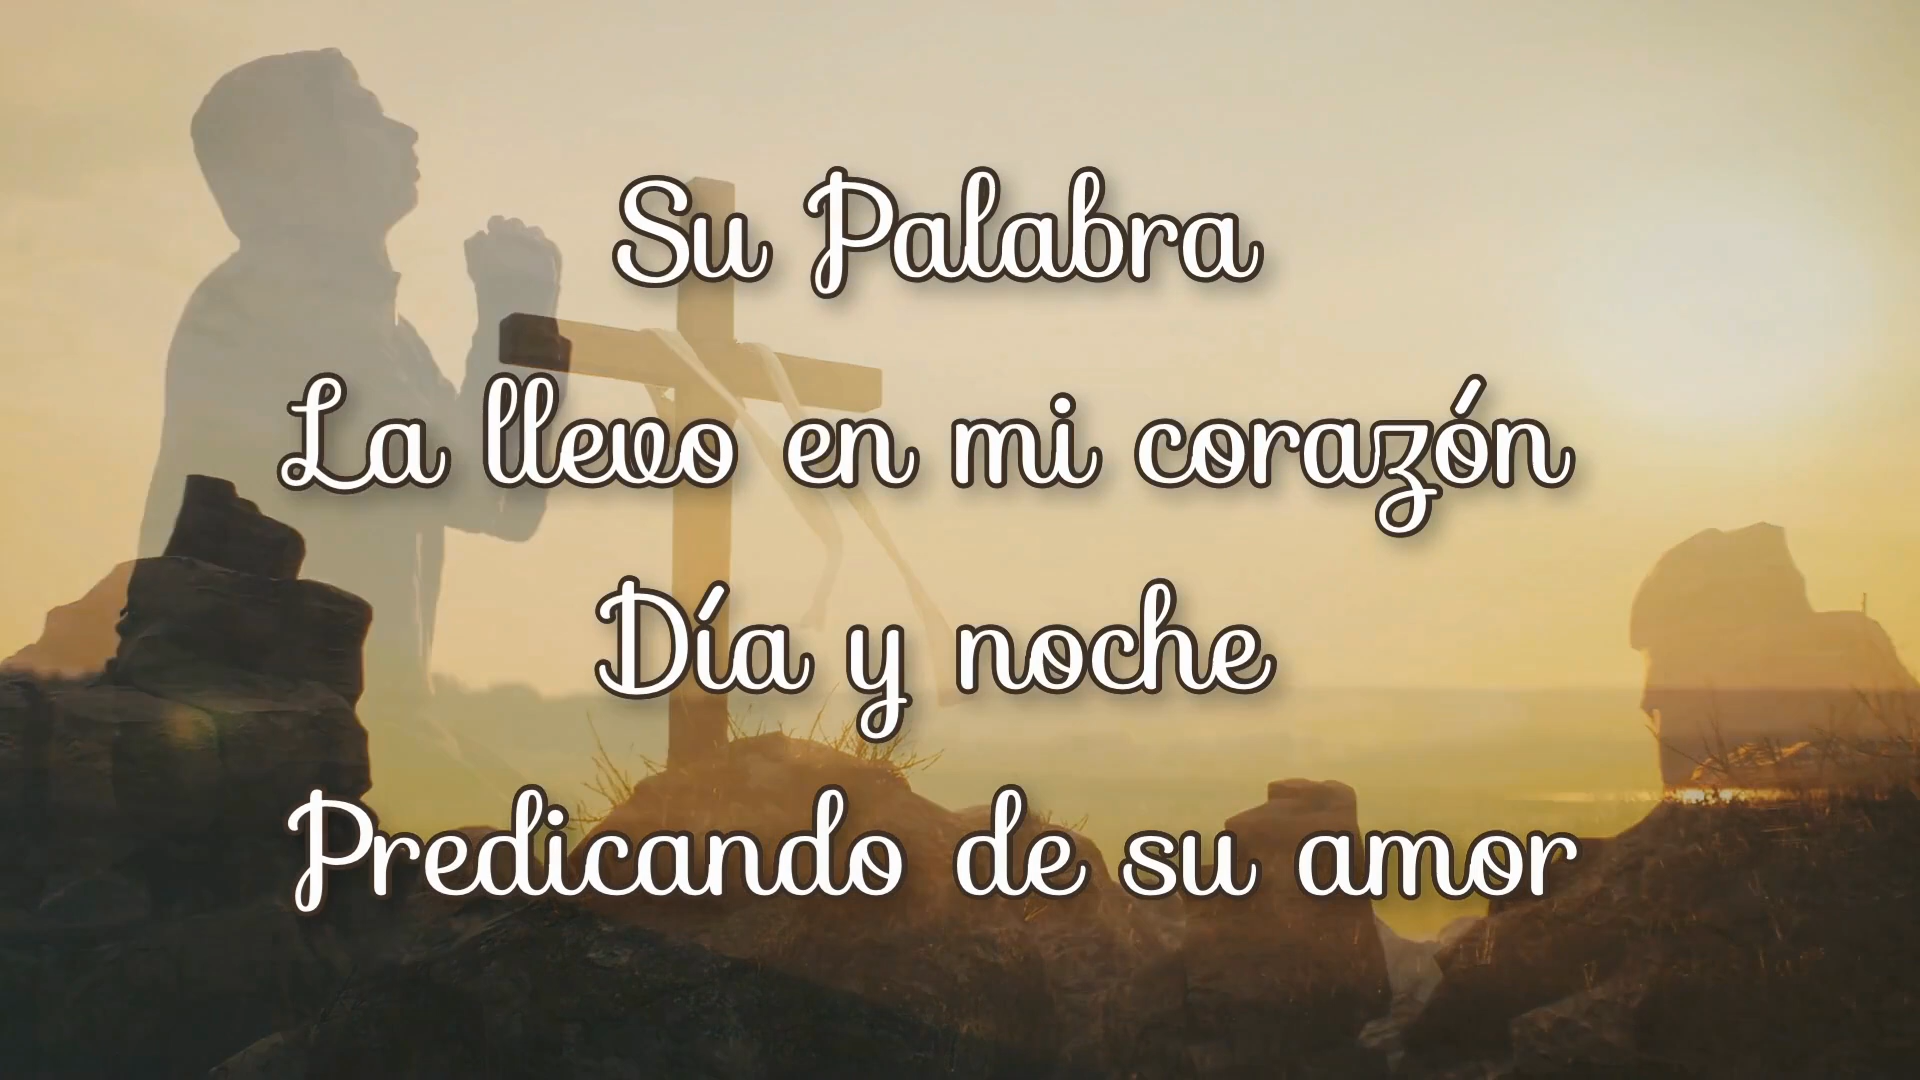 Su Palabra
La llevo en mi corazón
Día y noche
Predicando de su amor